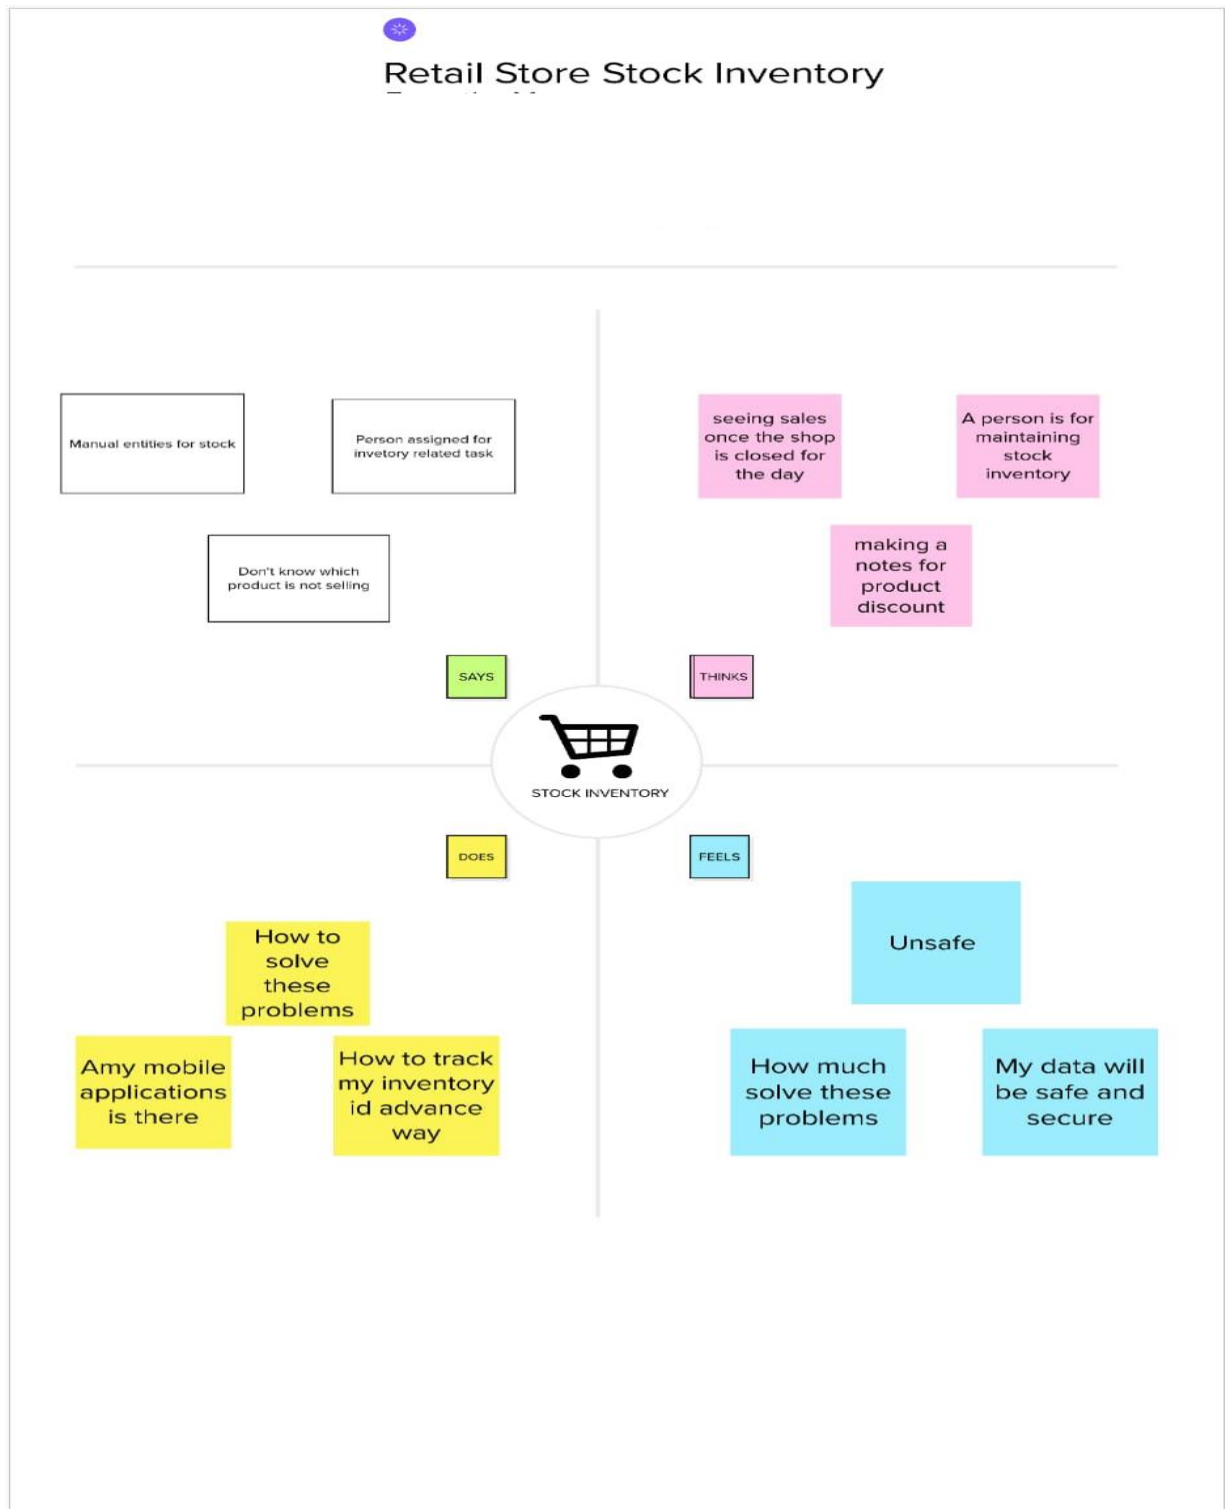 Retail Store Stock Inventory
Manual entities for stock
Person assigned for
invetory related task
Don't know which
product is not selling
SAYS
seeing sales
once the shop
is closed for
the day
A person is for
maintaining
stock
inventory
making a
notes for
product
discount
THINKS
STOCK INVENTORY
DOES
How to
solve
these
problems
Amy mobile
applications
is there
How to track
my inventory
id advance
way
FEELS
Unsafe
How much
solve these
problems
My data will
be safe and
secure